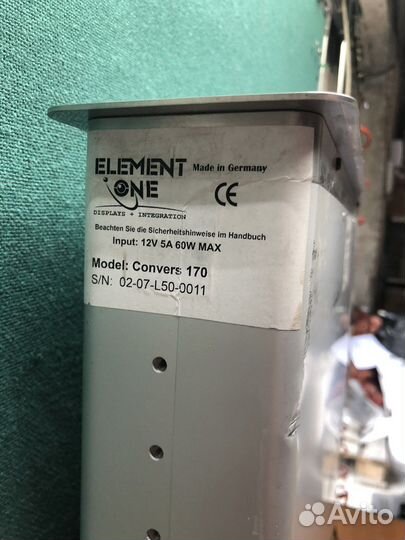 ELEMENT
ONE
Made in Germany
CE
DISPLAYS + INTEGRATION
Beachten Sie die Sicherheitshinweise im Handbuch
Input: 12V 5A 60W MAX
Model: Convers 170
S/N: 02-07-L50-0011
Avito